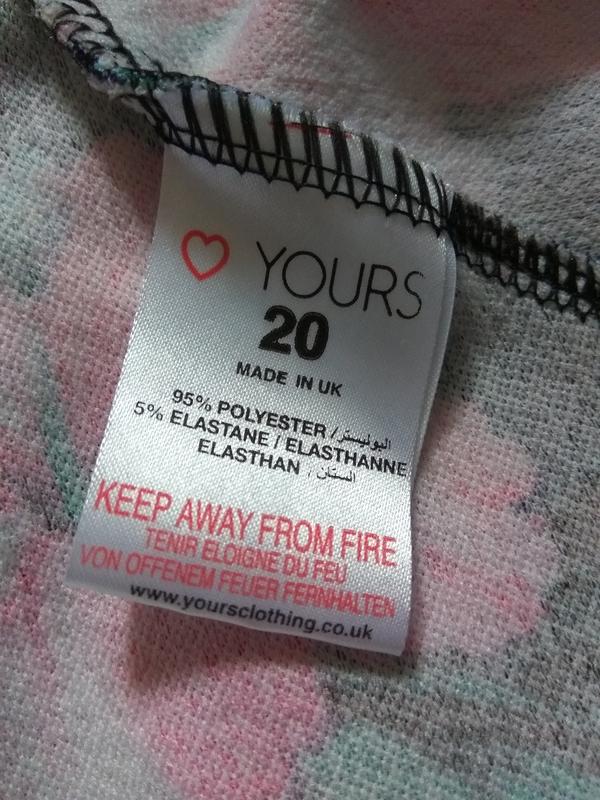 YOURS
20
MADE IN UK
95% POLYESTER / البوليستر
5% ELASTANE / ELASTHANNE
ELASTHAN / الستان
KEEP AWAY FROM FIRE
TENIR ELOIGNE DU FEU
VON OFFENEM FEUER FERNHALTEN
www.yoursclothing.co.uk